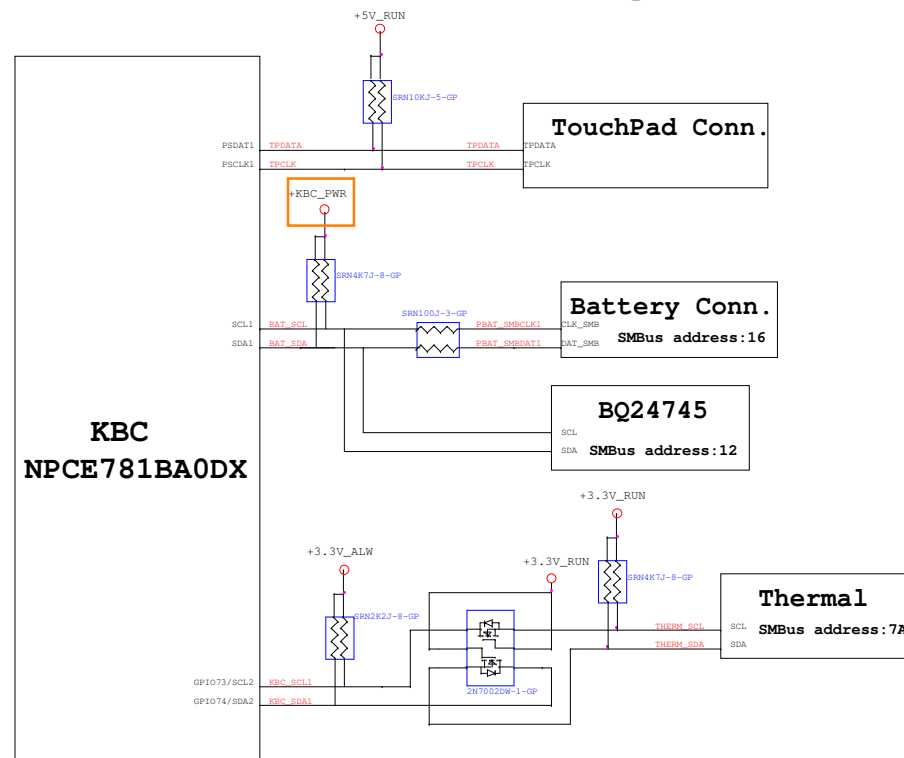 +5V_RUN
SRN10KJ-5-GP
TouchPad Conn.
PSDAT1 TPDATA TPDATA TPDATA
PSCLK1 TPCLK TPCLK TPCLK
+KBC_PWR
SRN4K7J-8-GP
SRN100J-3-GP
Battery Conn.
SCL1 BAT_SCL PBAT_SMBCLK1 CLK_SMB
SMBus address:16
SDA1 BAT_SDA PBAT_SMBDAT1 DAT_SMB
BQ24745
KBC
SCL
SDA SMBus address:12
NPCE781BA0DX
+3.3V_RUN
+3.3V_ALW
+3.3V_RUN
SRN4K7J-8-GP
Thermal
SRN2K2J-8-GP
THERM_SCL SCL
SMBus address:7A
THERM_SDA SDA
GPIO73/SCL2 KBC_SCL1
2N7002DW-1-GP
GPIO74/SDA2 KBC_SDA1